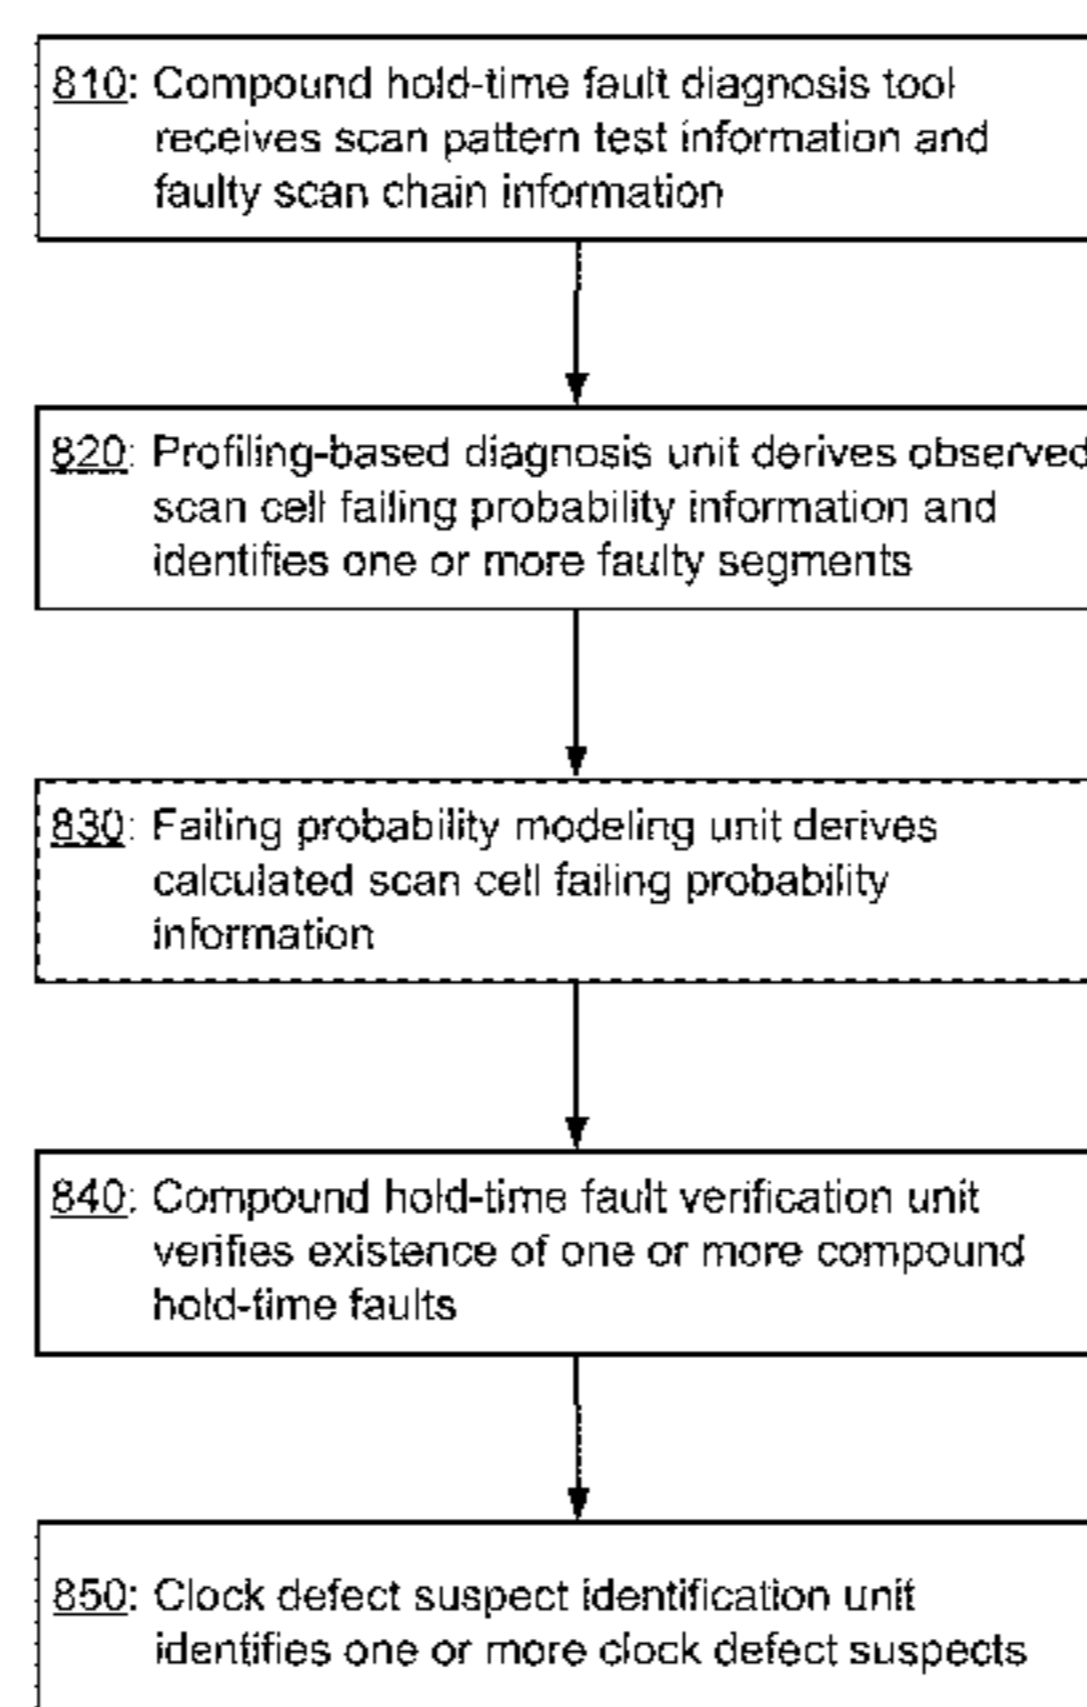 810: Compound hold-time fault diagnosis tool
receives scan pattern test information and
faulty scan chain information
820: Profiling-based diagnosis unit derives observed
scan cell failing probability information and
identifies one or more faulty segments
830: Failing probability modeling unit derives
calculated scan cell failing probability
information
840: Compound hold-time fault verification unit
verifies existence of one or more compound
hold-time faults
850: Clock defect suspect identification unit
identifies one or more clock defect suspects